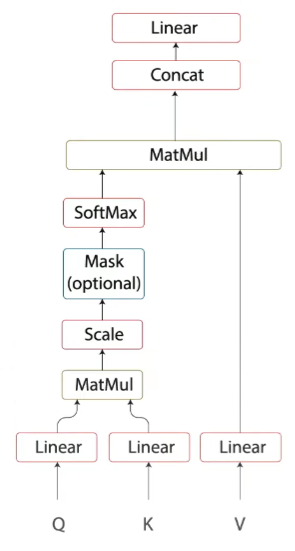 Linear
Concat
MatMul
SoftMax
Mask
(optional)
Scale
MatMul
Linear Linear Linear
Q K V